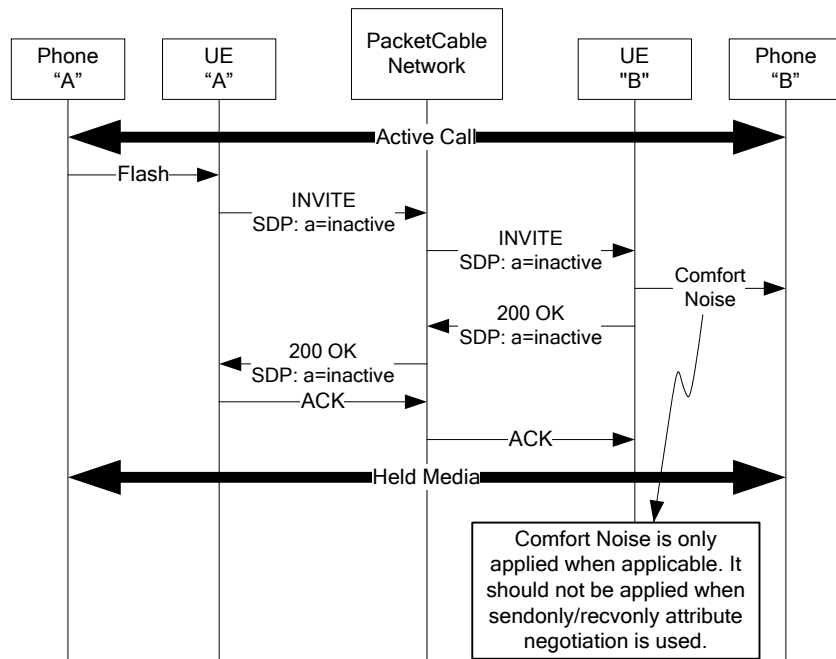 Phone
“A”
UE
“A”
PacketCable
Network
UE
"B"
Phone
“B”
Active Call
Flash
INVITE
SDP: a=inactive
INVITE
SDP: a=inactive
Comfort
Noise
200 OK
SDP: a=inactive
200 OK
SDP: a=inactive
ACK
ACK
Held Media
Comfort Noise is only
applied when applicable. It
should not be applied when
sendonly/recvonly attribute
negotiation is used.